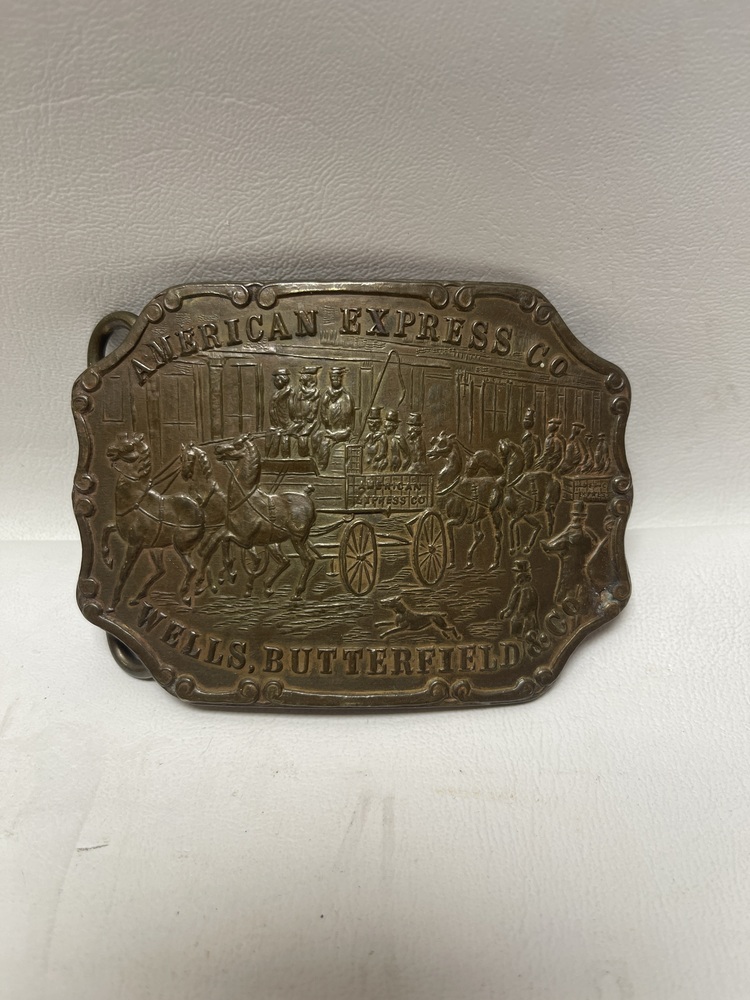 AMERICAN EXPRESS CO
AMERICAN
EXPRESS CO
WELLS, BUTTERFIELD & CO